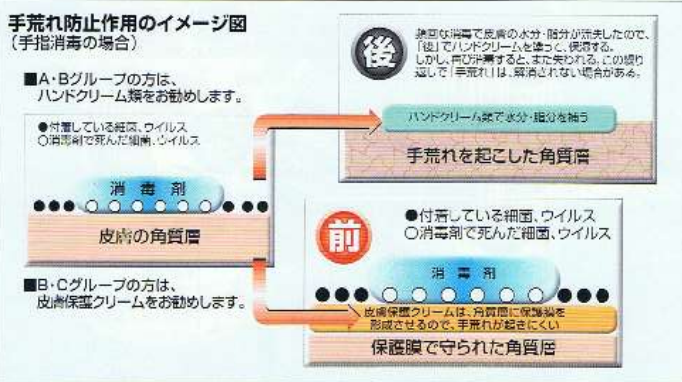 手荒れ防止作用のイメージ図
(手指消毒の場合)
■A・Bグループの方は、
ハンドクリーム類をお勧めします。
●付着している細菌、ウイルス
○消毒剤で死んだ細菌、ウイルス
消毒剤
皮膚の角質層
■B・Cグループの方は、
皮膚保護クリームをお勧めします。
後
頻回な消毒で皮膚の水分・脂分が流失したので、
「後」でハンドクリームを塗って、保湿する。
しかし、再び消毒すると、また失われる。この繰り
返しで「手荒れ」は、解消されない場合がある。
ハンドクリーム類で水分・脂分を補う
手荒れを起こした角質層
前
●付着している細菌、ウイルス
○消毒剤で死んだ細菌、ウイルス
消毒剤
皮膚保護クリームは、角質層に保護膜を
形成させるので、手荒れが起きにくい
保護膜で守られた角質層